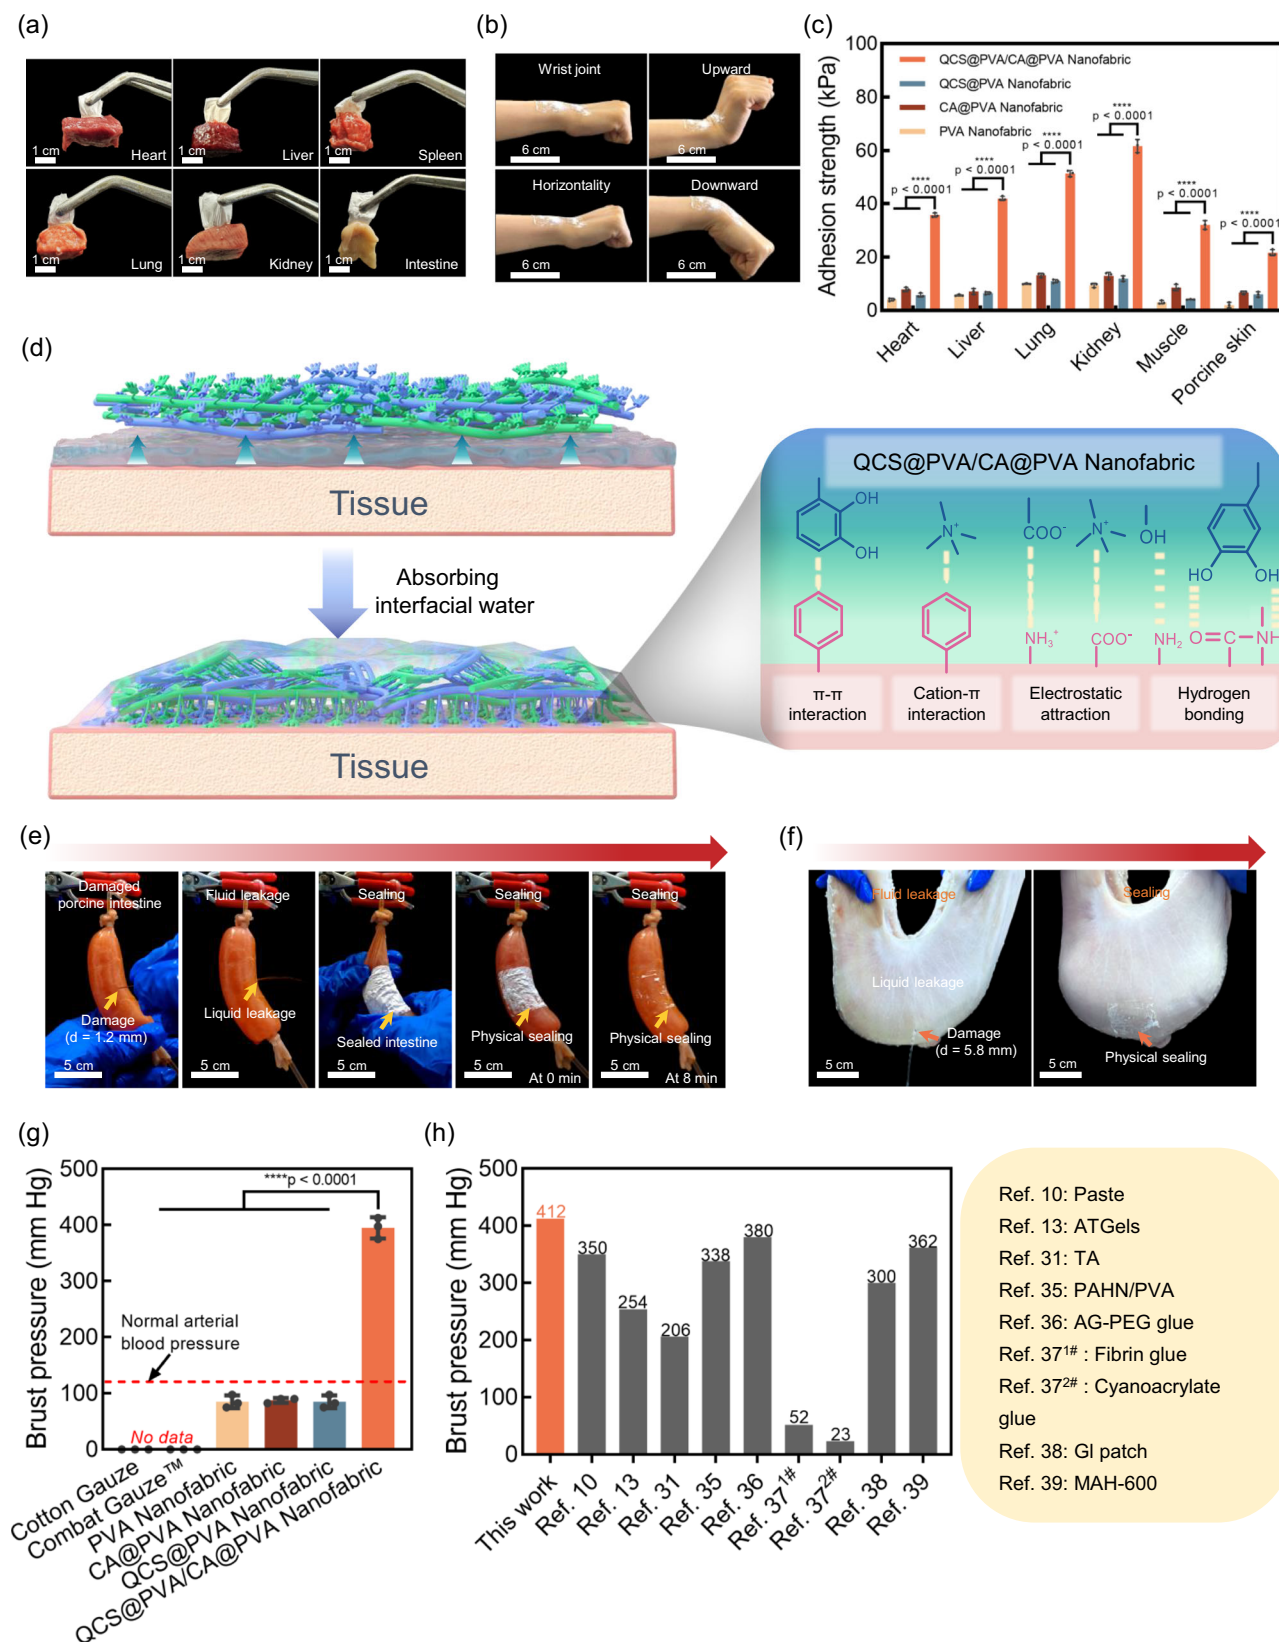 (a)
1 cm
Heart
1 cm
Liver
1 cm
Spleen
1 cm
Lung
1 cm
Kidney
1 cm
Intestine
(b)
Wrist joint
6 cm
Upward
6 cm
Horizontality
6 cm
Downward
6 cm
(c)
Adhesion strength (kPa)
100
80
60
40
20
0
QCS@PVA/CA@PVA Nanofabric
QCS@PVA Nanofabric
CA@PVA Nanofabric
PVA Nanofabric
****
p < 0.0001
****
p < 0.0001
****
p < 0.0001
****
p < 0.0001
****
p < 0.0001
****
p < 0.0001
Heart
Liver
Lung
Kidney
Muscle
Porcine skin
(d)
Tissue
Absorbing
interfacial water
Tissue
QCS@PVA/CA@PVA Nanofabric
OH
OH
N⁺
COO⁻
N⁺
OH
HO
OH
NH₃⁺
COO⁻
NH₂
O=C-NH
π-π
interaction
Cation-π
interaction
Electrostatic
attraction
Hydrogen
bonding
(e)
Damaged
porcine intestine
Damage
(d = 1.2 mm)
5 cm
Fluid leakage
Liquid leakage
5 cm
Sealing
Sealed intestine
5 cm
Sealing
Physical sealing
5 cm
At 0 min
Sealing
Physical sealing
5 cm
At 8 min
(f)
Fluid leakage
Liquid leakage
Damage
(d = 5.8 mm)
5 cm
Sealing
Physical sealing
5 cm
(g)
Brust pressure (mm Hg)
500
400
300
200
100
0
****p < 0.0001
Normal arterial
blood pressure
No data
Cotton Gauze
Combat Gauze™
PVA Nanofabric
CA@PVA Nanofabric
QCS@PVA Nanofabric
QCS@PVA/CA@PVA Nanofabric
(h)
Brust pressure (mm Hg)
500
400
300
200
100
0
412
350
254
206
338
380
52
23
300
362
This work
Ref. 10
Ref. 13
Ref. 31
Ref. 35
Ref. 36
Ref. 37¹#
Ref. 37²#
Ref. 38
Ref. 39
Ref. 10: Paste
Ref. 13: ATGels
Ref. 31: TA
Ref. 35: PAHN/PVA
Ref. 36: AG-PEG glue
Ref. 37¹# : Fibrin glue
Ref. 37²# : Cyanoacrylate
glue
Ref. 38: GI patch
Ref. 39: MAH-600